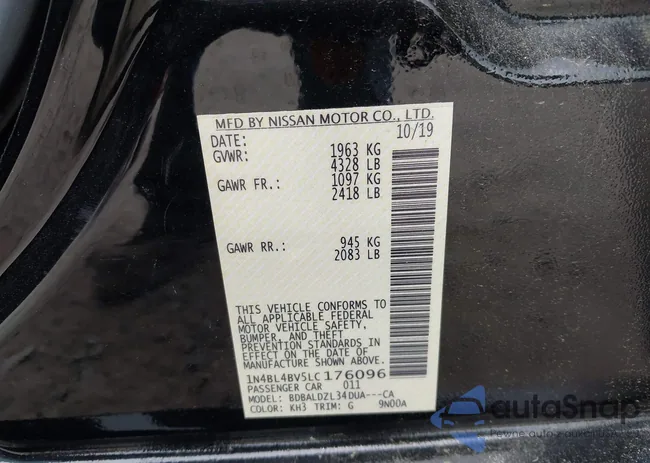 MFD BY NISSAN MOTOR CO., LTD.
DATE: 10/19
GVWR: 1963 KG
4328 LB
GAWR FR.: 1097 KG
2418 LB
GAWR RR.: 945 KG
2083 LB
THIS VEHICLE CONFORMS TO
ALL APPLICABLE FEDERAL
MOTOR VEHICLE SAFETY,
BUMPER, AND THEFT
PREVENTION STANDARDS IN
EFFECT ON THE DATE OF
MANUFACTURE SHOWN ABOVE.
1N4BL4BV5LC176096
PASSENGER CAR 011
MODEL: BDBALDZL34DUA---CA
COLOR: KH3 TRIM: G 9N00A
autoSnap